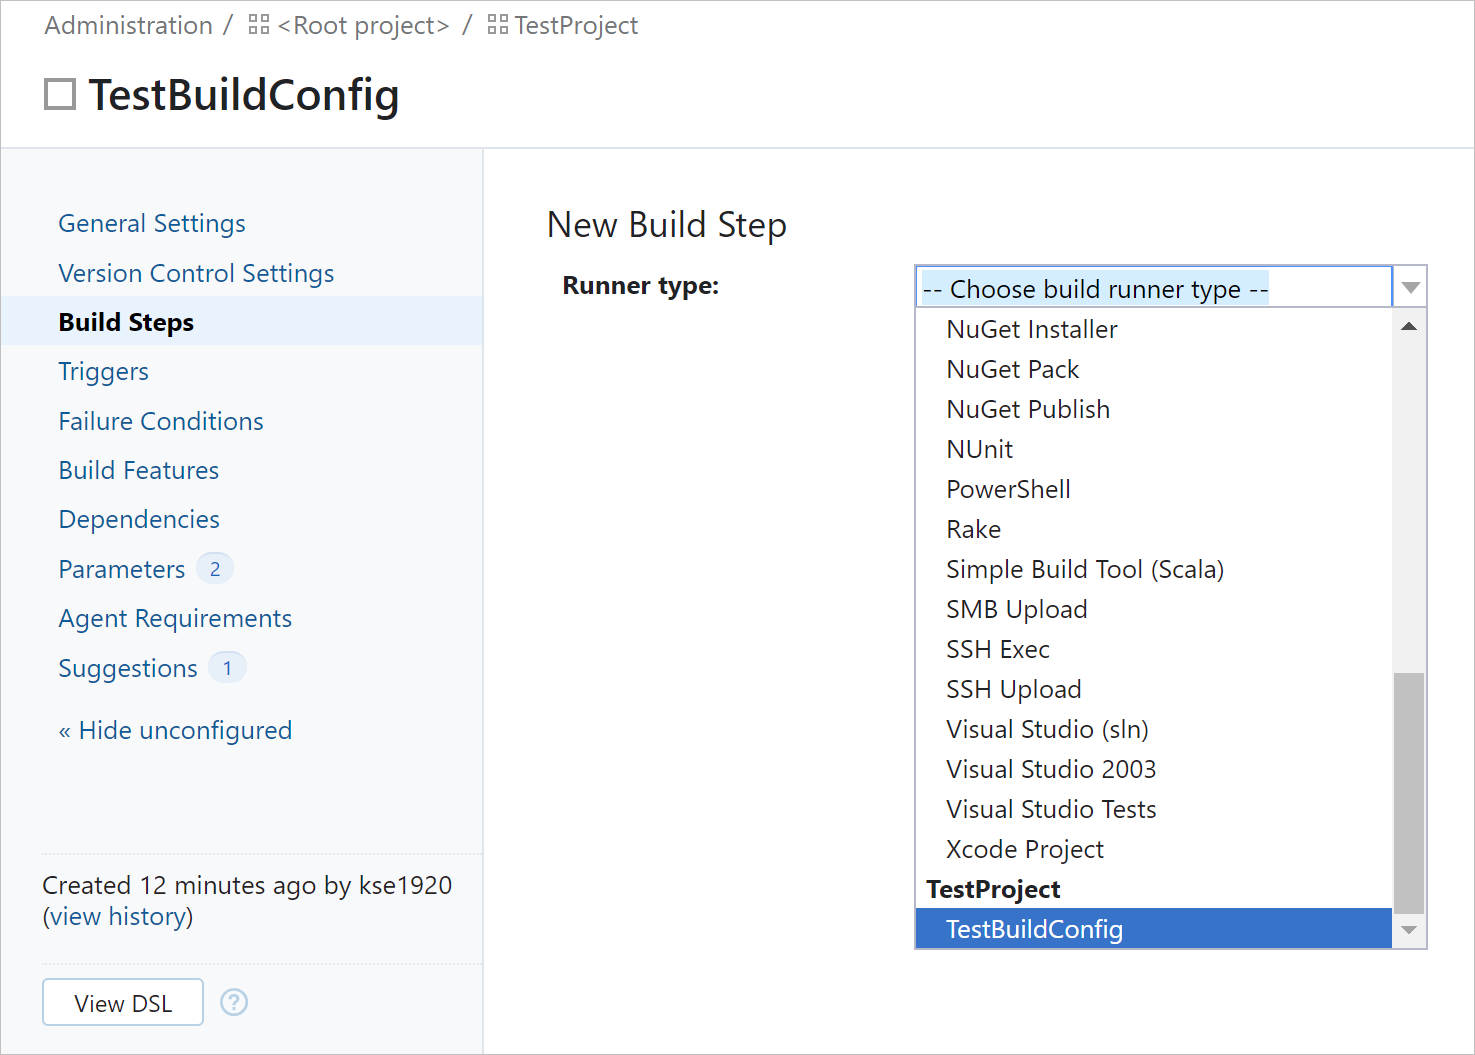 Administration / <Root project> / TestProject
TestBuildConfig
General Settings
Version Control Settings
Build Steps
Triggers
Failure Conditions
Build Features
Dependencies
Parameters 2
Agent Requirements
Suggestions 1
« Hide unconfigured
Created 12 minutes ago by kse1920
(view history)
View DSL ?
New Build Step
Runner type:
-- Choose build runner type --
NuGet Installer
NuGet Pack
NuGet Publish
NUnit
PowerShell
Rake
Simple Build Tool (Scala)
SMB Upload
SSH Exec
SSH Upload
Visual Studio (sln)
Visual Studio 2003
Visual Studio Tests
Xcode Project
TestProject
TestBuildConfig